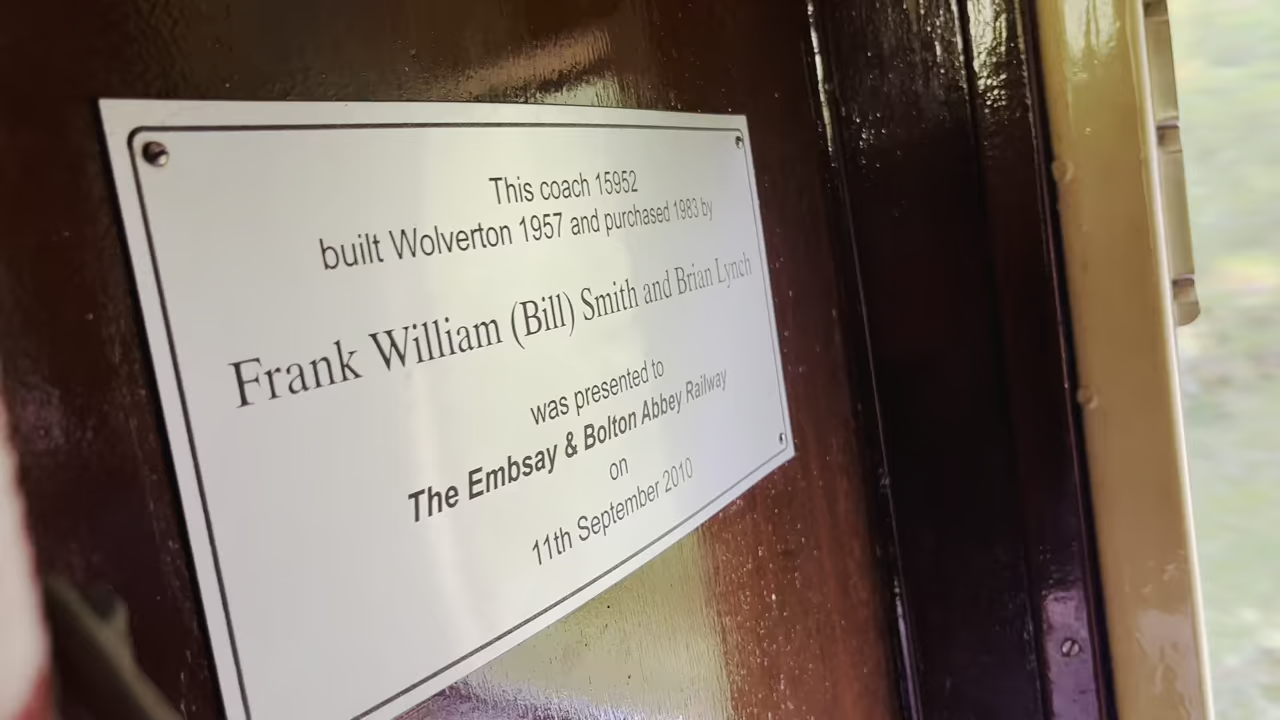 This coach 15952
built Wolverton 1957 and purchased 1983 by
Frank William (Bill) Smith and Brian Lynch
was presented to
The Embsay & Bolton Abbey Railway
on
11th September 2010